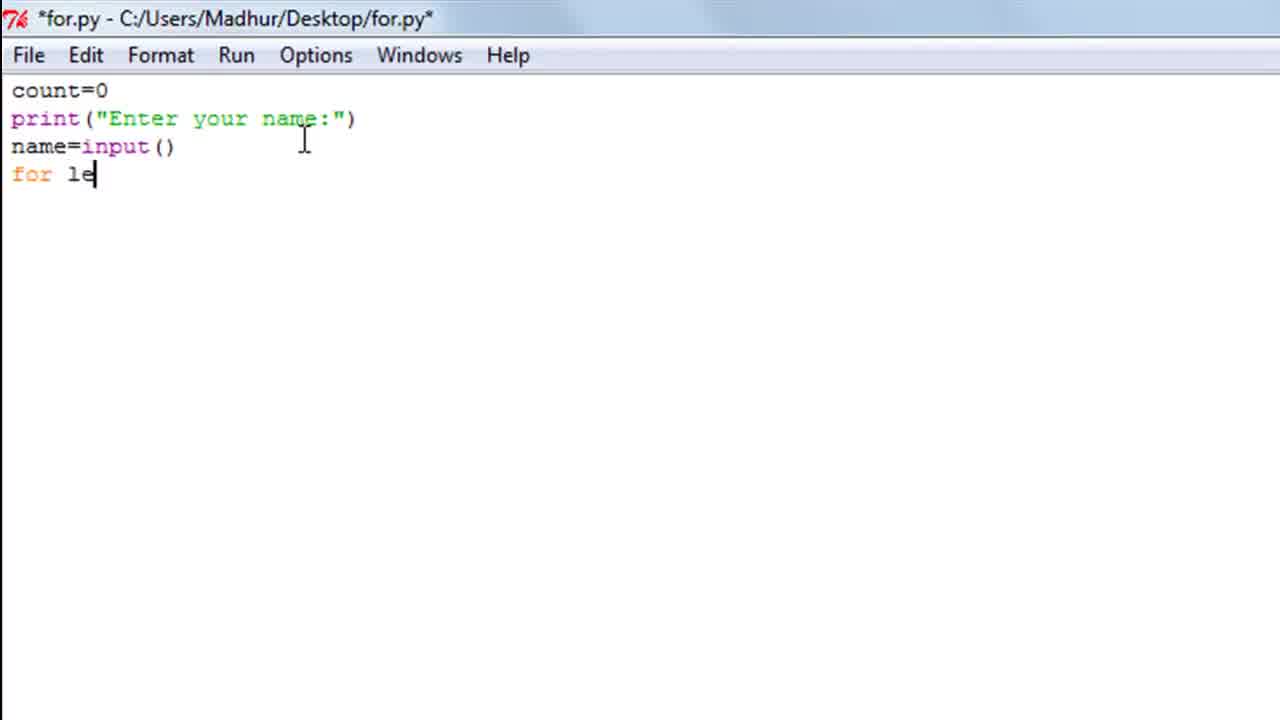 *for.py - C:/Users/Madhur/Desktop/for.py*
File Edit Format Run Options Windows Help
count=0
print("Enter your name:")
name=input()
for le